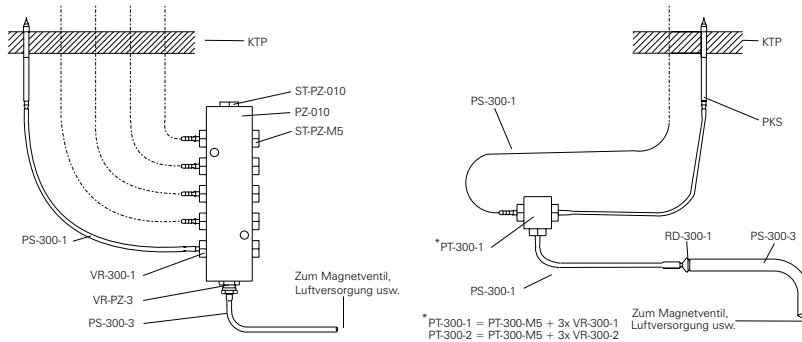 KTP
ST-PZ-010
PZ-010
ST-PZ-M5
PS-300-1
VR-300-1
VR-PZ-3
PS-300-3
Zum Magnetventil,
Luftversorgung usw.
KTP
PS-300-1
PKS
*PT-300-1
RD-300-1
PS-300-3
PS-300-1
Zum Magnetventil,
Luftversorgung usw.
*PT-300-1 = PT-300-M5 + 3x VR-300-1
PT-300-2 = PT-300-M5 + 3x VR-300-2